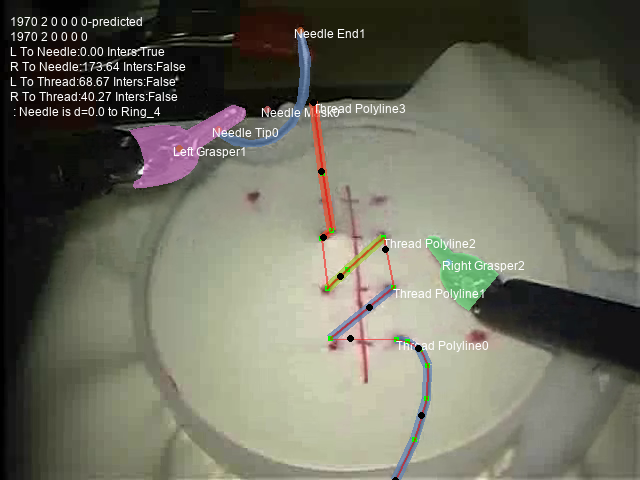 1970 2 0 0 0 0-predicted
1970 2 0 0 0 0
L To Needle:0.00 Inters:True
R To Needle:173.64 Inters:False
L To Thread:68.67 Inters:False
R To Thread:40.27 Inters:False
: Needle is d=0.0 to Ring_4
Needle End1
Thread Polyline3
Needle
Needle Tip0
Left Grasper1
Thread Polyline2
Right Grasper2
Thread Polyline1
Thread Polyline0